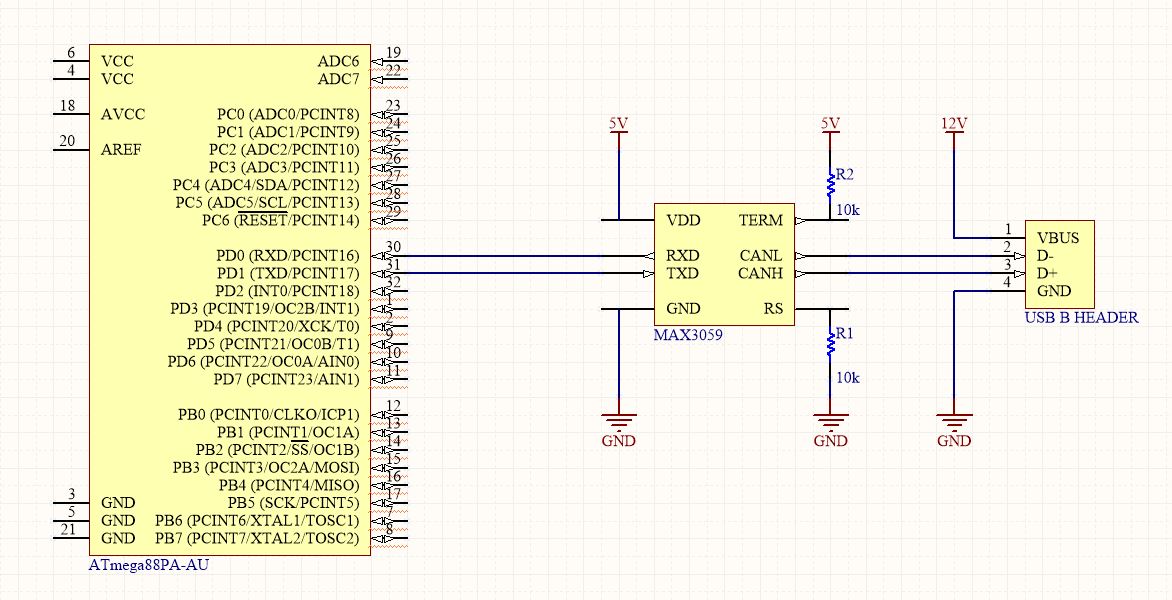 6 VCC
4 VCC
18 AVCC
20 AREF
3 GND
5 GND
21 GND
ADC6 19
ADC7 22
PC0 (ADC0/PCINT8) 23
PC1 (ADC1/PCINT9) 24
PC2 (ADC2/PCINT10) 25
PC3 (ADC3/PCINT11) 26
PC4 (ADC4/SDA/PCINT12) 27
PC5 (ADC5/SCL/PCINT13) 28
PC6 (RESET/PCINT14) 29
PD0 (RXD/PCINT16) 30
PD1 (TXD/PCINT17) 31
PD2 (INT0/PCINT18) 32
PD3 (PCINT19/OC2B/INT1) 1
PD4 (PCINT20/XCK/T0)
PD5 (PCINT21/OC0B/T1) 9
PD6 (PCINT22/OC0A/AIN0) 10
PD7 (PCINT23/AIN1) 11
PB0 (PCINT0/CLKO/ICP1) 12
PB1 (PCINT1/OC1A) 13
PB2 (PCINT2/SS/OC1B) 14
PB3 (PCINT3/OC2A/MOSI) 15
PB4 (PCINT4/MISO) 16
PB5 (SCK/PCINT5) 17
PB6 (PCINT6/XTAL1/TOSC1) 7
PB7 (PCINT7/XTAL2/TOSC2) 8
ATmega88PA-AU
5V
5V
R2
10k
VDD TERM
RXD CANL
TXD CANH
GND RS
MAX3059
R1
10k
GND
GND
12V
1 VBUS
2 D-
3 D+
4 GND
USB B HEADER
GND